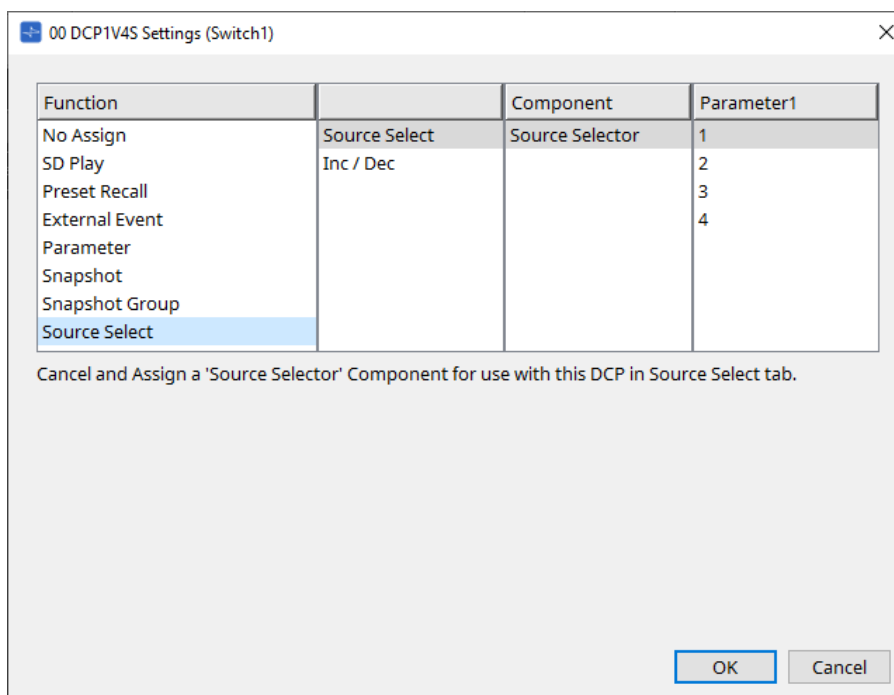 00 DCP1V4S Settings (Switch1)
Function Component Parameter1
No Assign Source Select Source Selector 1
SD Play Inc / Dec 2
Preset Recall 3
External Event 4
Parameter
Snapshot
Snapshot Group
Source Select
Cancel and Assign a 'Source Selector' Component for use with this DCP in Source Select tab.
OK Cancel